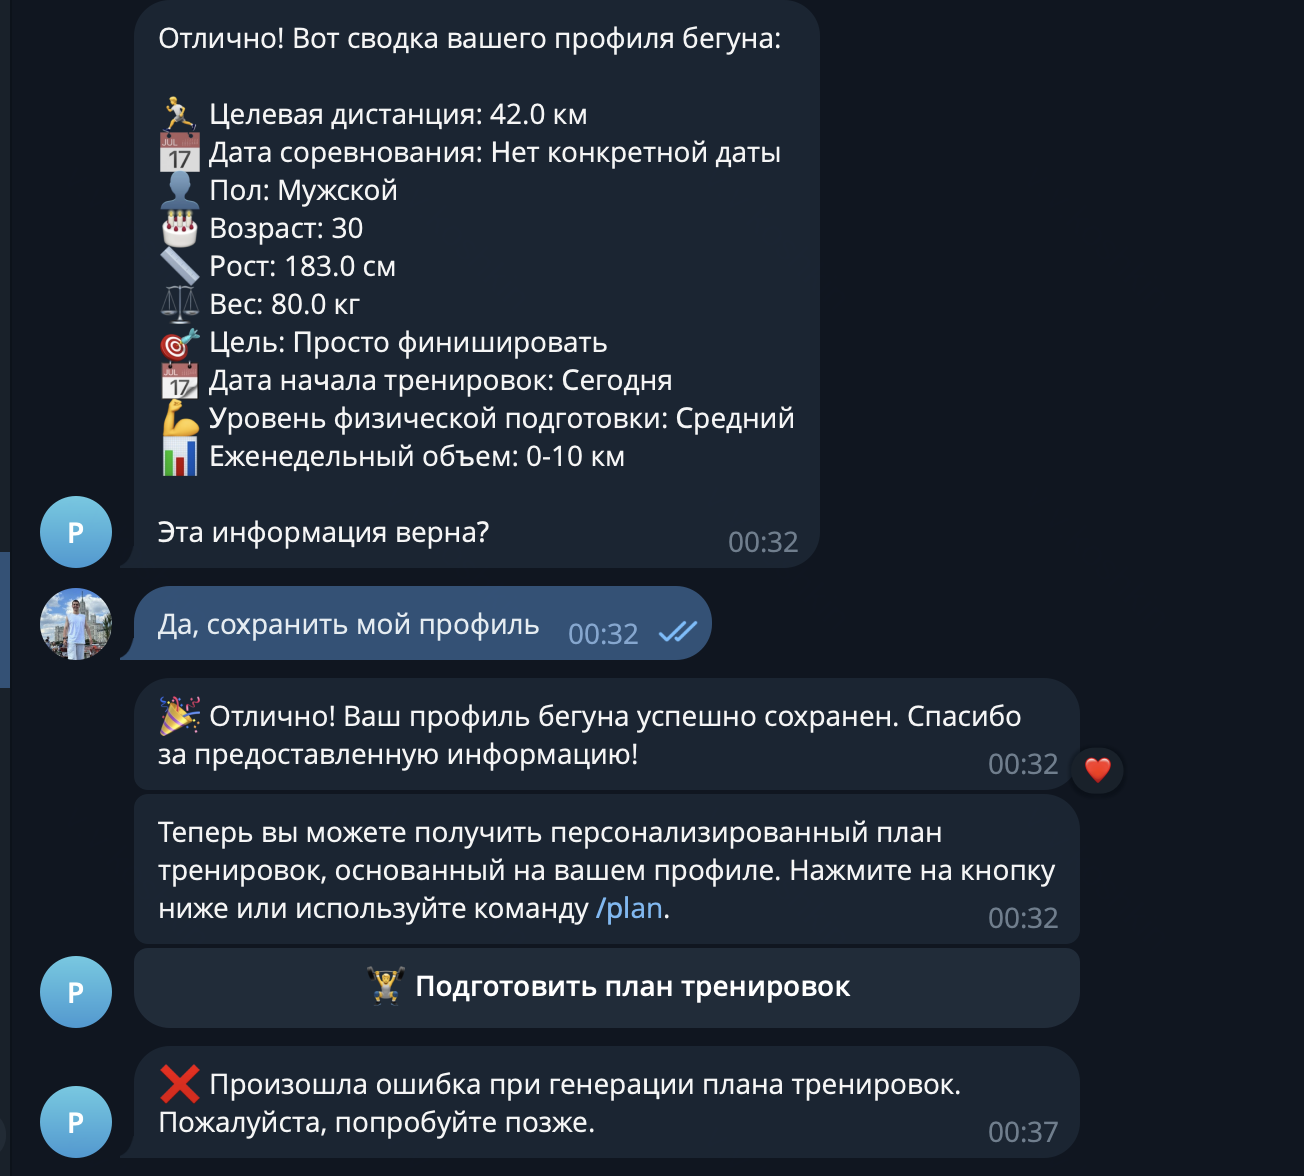 Отлично! Вот сводка вашего профиля бегуна:
🏃 Целевая дистанция: 42.0 км
📅 Дата соревнования: Нет конкретной даты
👤 Пол: Мужской
🎂 Возраст: 30
📏 Рост: 183.0 см
⚖️ Вес: 80.0 кг
🎯 Цель: Просто финишировать
📆 Дата начала тренировок: Сегодня
💪 Уровень физической подготовки: Средний
📊 Еженедельный объем: 0-10 км
Эта информация верна?
00:32
P
Да, сохранить мой профиль 00:32
🎉 Отлично! Ваш профиль бегуна успешно сохранен. Спасибо
за предоставленную информацию!
00:32
❤️
Теперь вы можете получить персонализированный план
тренировок, основанный на вашем профиле. Нажмите на кнопку
ниже или используйте команду /plan.
00:32
🏋️ Подготовить план тренировок
P
❌ Произошла ошибка при генерации плана тренировок.
Пожалуйста, попробуйте позже.
00:37
P